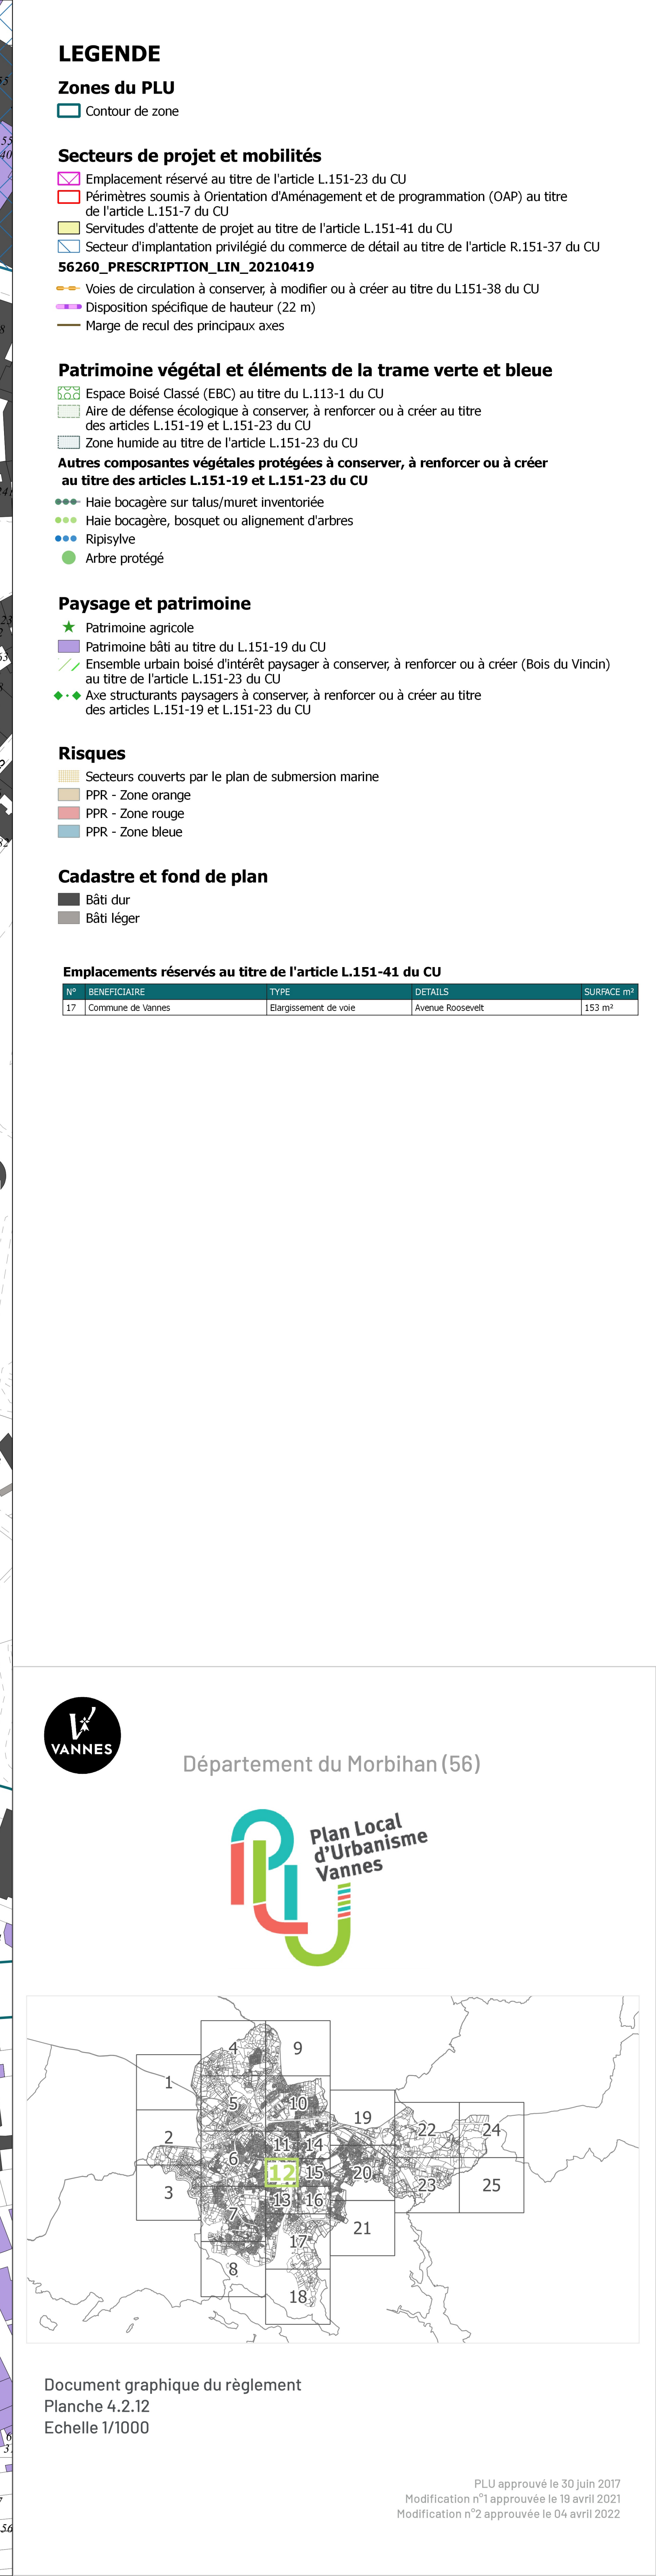 LEGENDE
Zones du PLU
Contour de zone
Secteurs de projet et mobilités
Emplacement réservé au titre de l'article L.151-23 du CU
Périmètres soumis à Orientation d'Aménagement et de programmation (OAP) au titre
de l'article L.151-7 du CU
Servitudes d'attente de projet au titre de l'article L.151-41 du CU
Secteur d'implantation privilégié du commerce de détail au titre de l'article R.151-37 du CU
56260_PRESCRIPTION_LIN_20210419
Voies de circulation à conserver, à modifier ou à créer au titre du L151-38 du CU
Disposition spécifique de hauteur (22 m)
Marge de recul des principaux axes
Patrimoine végétal et éléments de la trame verte et bleue
Espace Boisé Classé (EBC) au titre du L.113-1 du CU
Aire de défense écologique à conserver, à renforcer ou à créer au titre
des articles L.151-19 et L.151-23 du CU
Zone humide au titre de l'article L.151-23 du CU
Autres composantes végétales protégées à conserver, à renforcer ou à créer
au titre des articles L.151-19 et L.151-23 du CU
Haie bocagère sur talus/muret inventoriée
Haie bocagère, bosquet ou alignement d'arbres
Ripisylve
Arbre protégé
Paysage et patrimoine
Patrimoine agricole
Patrimoine bâti au titre du L.151-19 du CU
Ensemble urbain boisé d'intérêt paysager à conserver, à renforcer ou à créer (Bois du Vincin)
au titre de l'article L.151-23 du CU
Axe structurants paysagers à conserver, à renforcer ou à créer au titre
des articles L.151-19 et L.151-23 du CU
Risques
Secteurs couverts par le plan de submersion marine
PPR - Zone orange
PPR - Zone rouge
PPR - Zone bleue
Cadastre et fond de plan
Bâti dur
Bâti léger
Emplacements réservés au titre de l'article L.151-41 du CU
N° BENEFICIAIRE TYPE DETAILS SURFACE m²
17 Commune de Vannes Elargissement de voie Avenue Roosevelt 153 m²
VANNES
Département du Morbihan (56)
Plan Local
d'Urbanisme
Vannes
4 9
1
5 10
19
22 24
2
11 14
6
12 15 20
23 25
3
13 16
7
21
17
8
18
Document graphique du règlement
Planche 4.2.12
Echelle 1/1000
PLU approuvé le 30 juin 2017
Modification n°1 approuvée le 19 avril 2021
Modification n°2 approuvée le 04 avril 2022